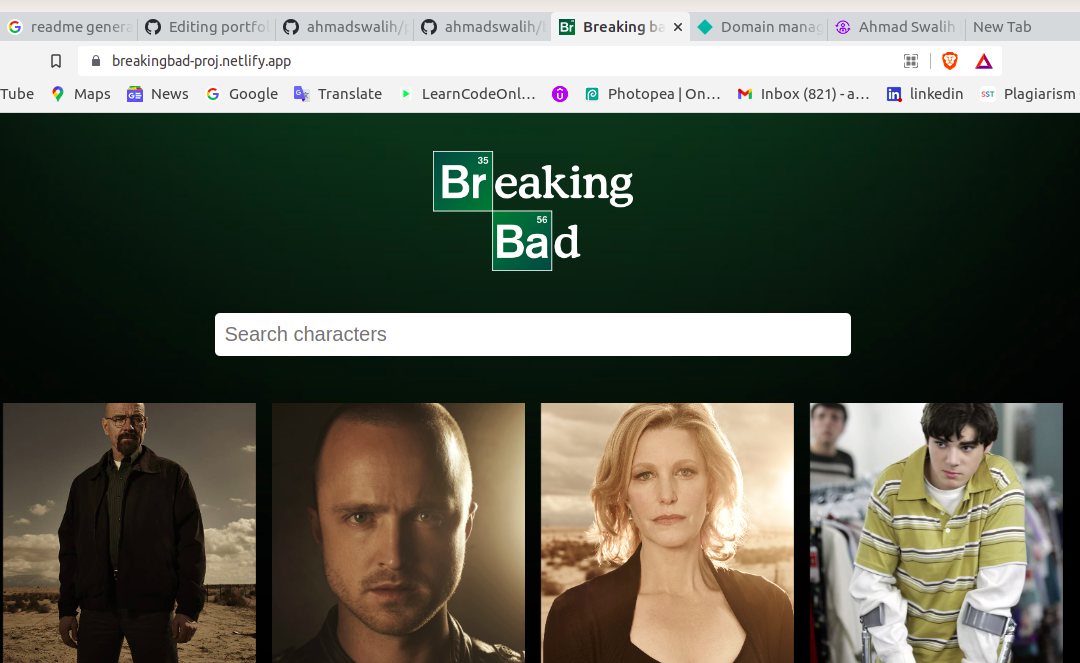 readme genera
Editing portfol
ahmadswalih/p
ahmadswalih/b
Breaking ba
Domain manag
Ahmad Swalih
New Tab
breakingbad-proj.netlify.app
Tube
Maps
News
Google
Translate
LearnCodeOnl...
Photopea | On...
Inbox (821) - a...
linkedin
SST
Plagiarism
35
Breaking
56
Bad
Search characters